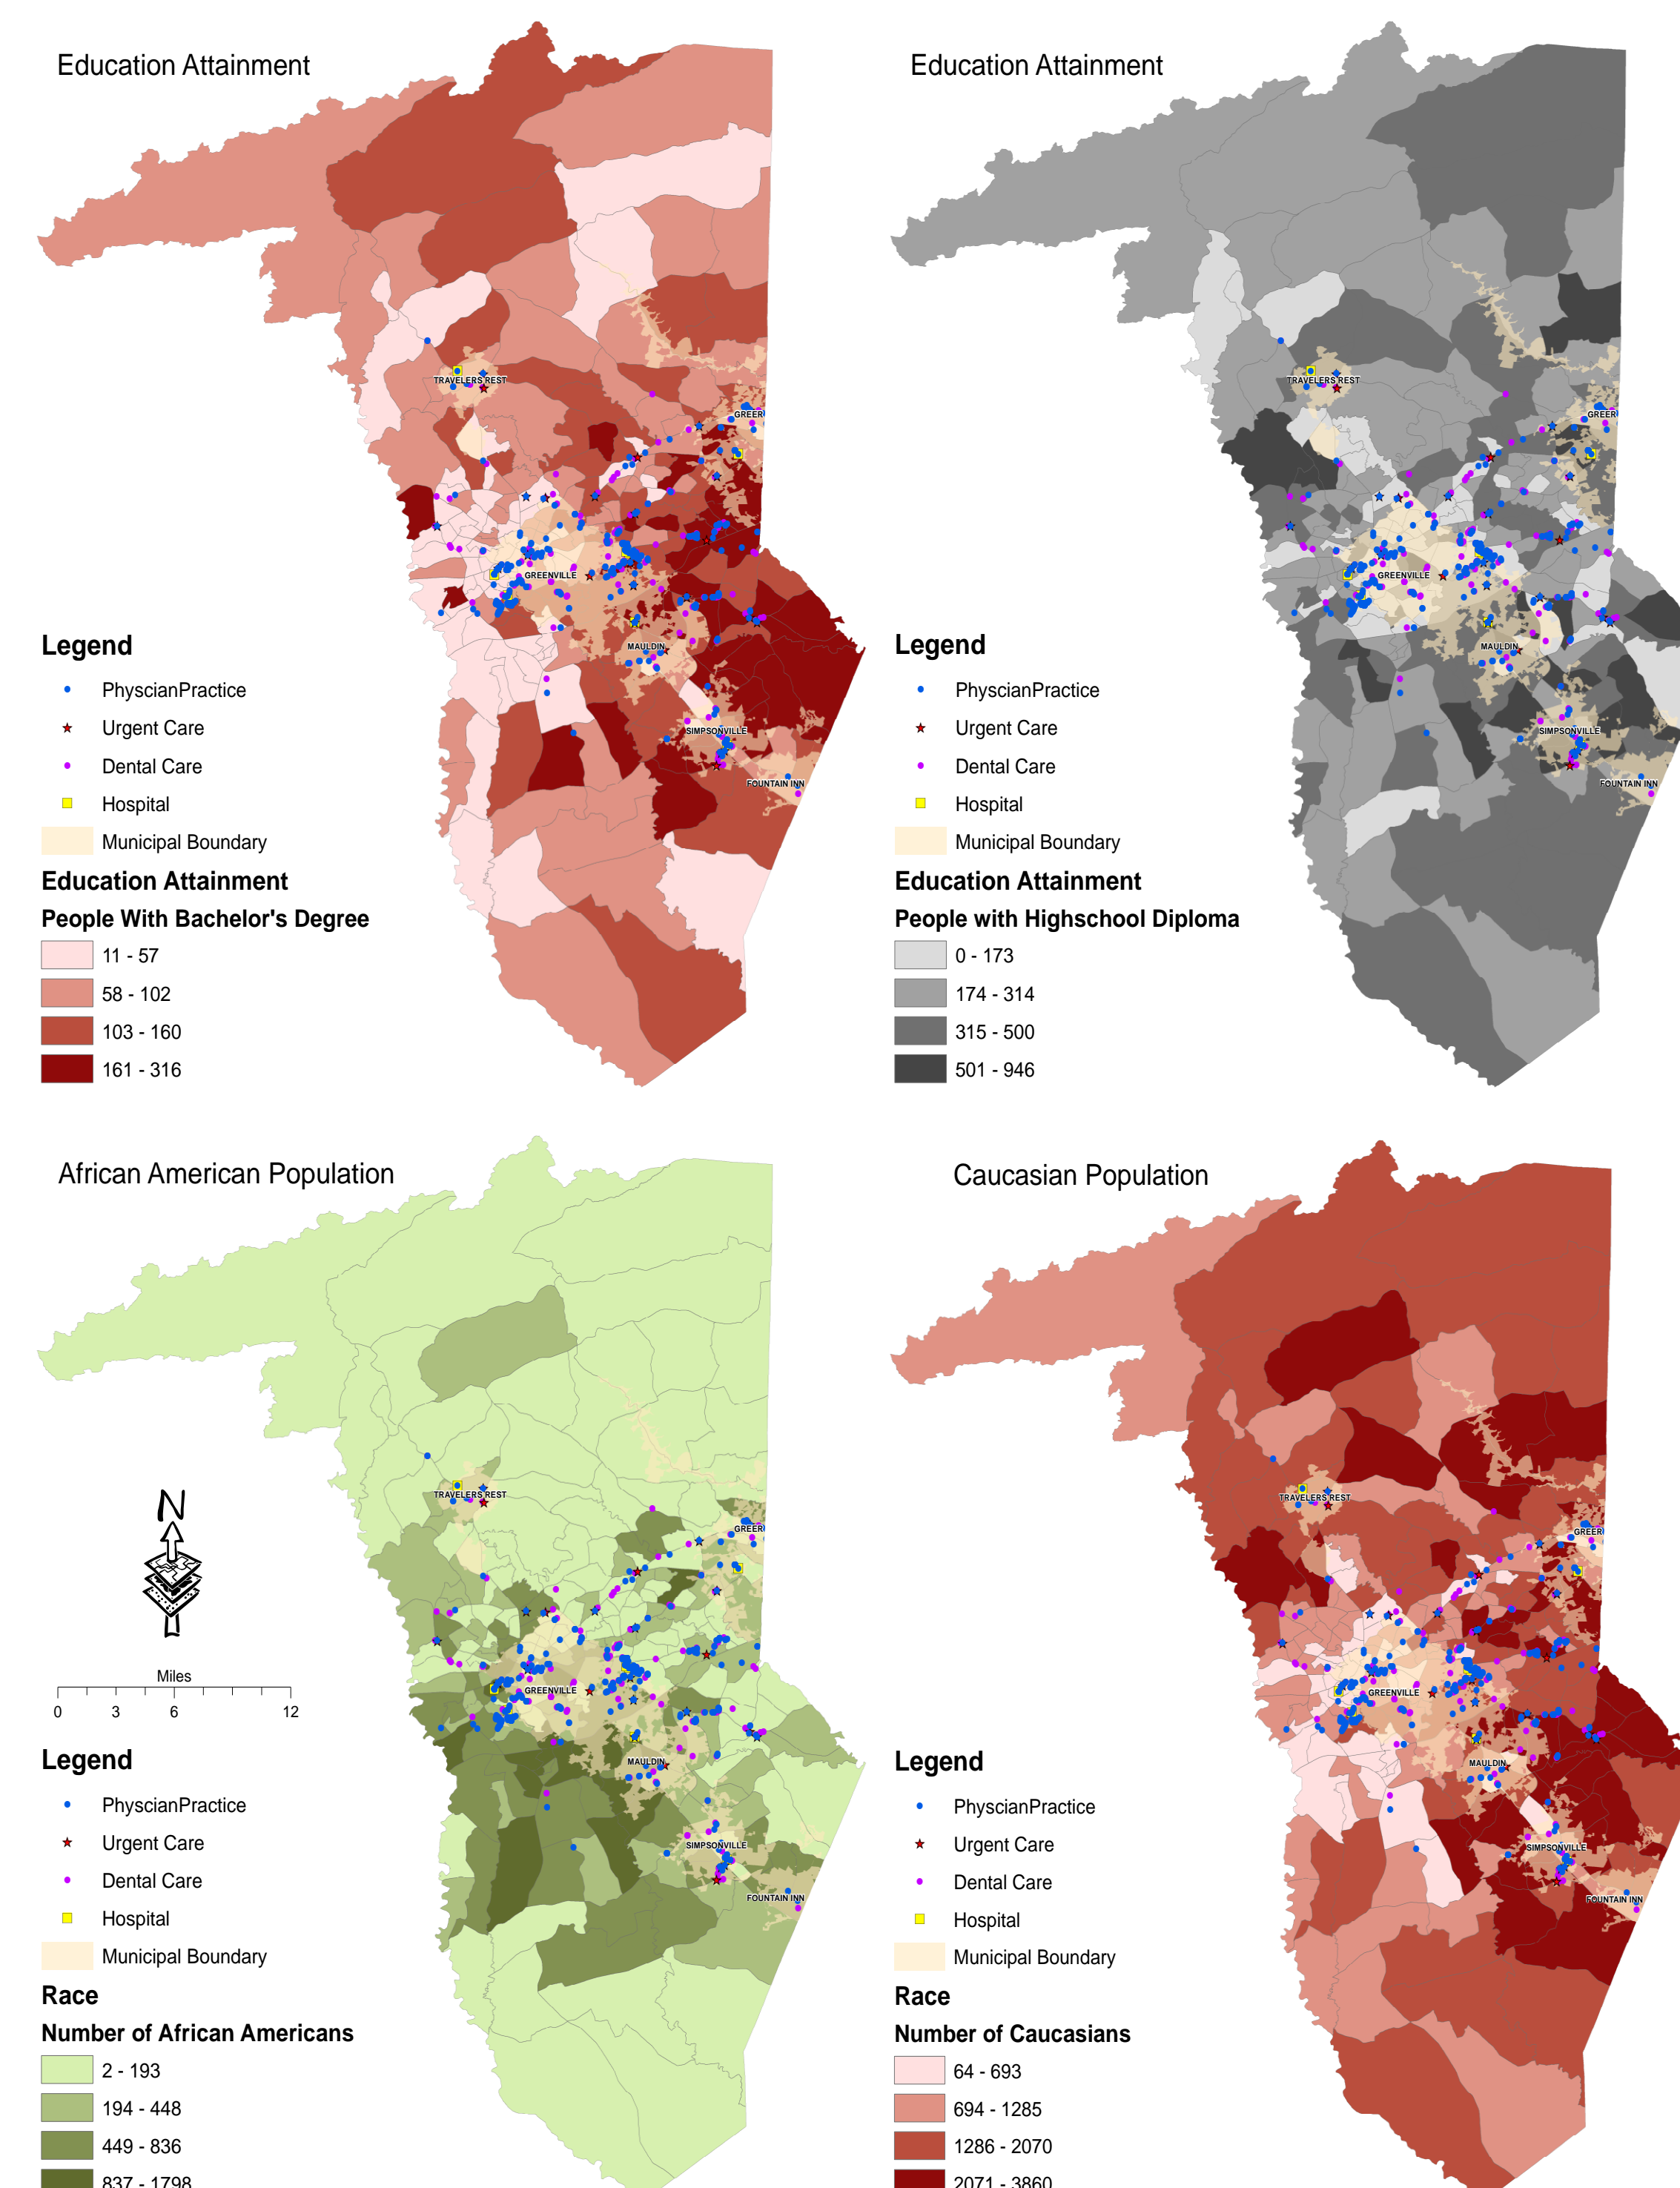 Education Attainment
TRAVELERS REST
GREER
GREENVILLE
MAULDIN
SIMPSONVILLE
FOUNTAIN INN
Legend
PhyscianPractice
Urgent Care
Dental Care
Hospital
Municipal Boundary
Education Attainment
People With Bachelor's Degree
11 - 57
58 - 102
103 - 160
161 - 316
Education Attainment
TRAVELERS REST
GREER
GREENVILLE
MAULDIN
SIMPSONVILLE
FOUNTAIN INN
Legend
PhyscianPractice
Urgent Care
Dental Care
Hospital
Municipal Boundary
Education Attainment
People with Highschool Diploma
0 - 173
174 - 314
315 - 500
501 - 946
African American Population
TRAVELERS REST
GREER
GREENVILLE
MAULDIN
SIMPSONVILLE
FOUNTAIN INN
N
Miles
0 3 6 12
Legend
PhyscianPractice
Urgent Care
Dental Care
Hospital
Municipal Boundary
Race
Number of African Americans
2 - 193
194 - 448
449 - 836
837 - 1798
Caucasian Population
TRAVELERS REST
GREER
GREENVILLE
MAULDIN
SIMPSONVILLE
FOUNTAIN INN
Legend
PhyscianPractice
Urgent Care
Dental Care
Hospital
Municipal Boundary
Race
Number of Caucasians
64 - 693
694 - 1285
1286 - 2070
2071 - 3860